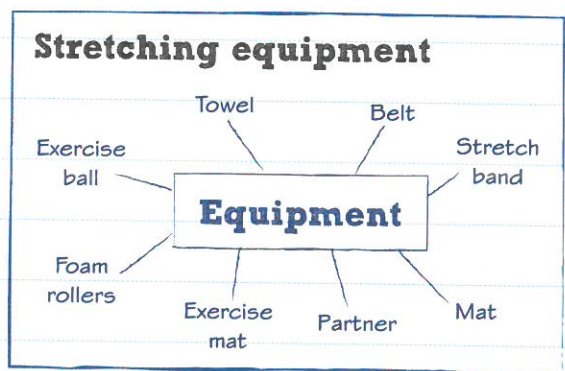 Stretching equipment
Towel
Belt
Exercise
ball
Stretch
band
Equipment
Foam
rollers
Exercise
mat
Partner
Mat